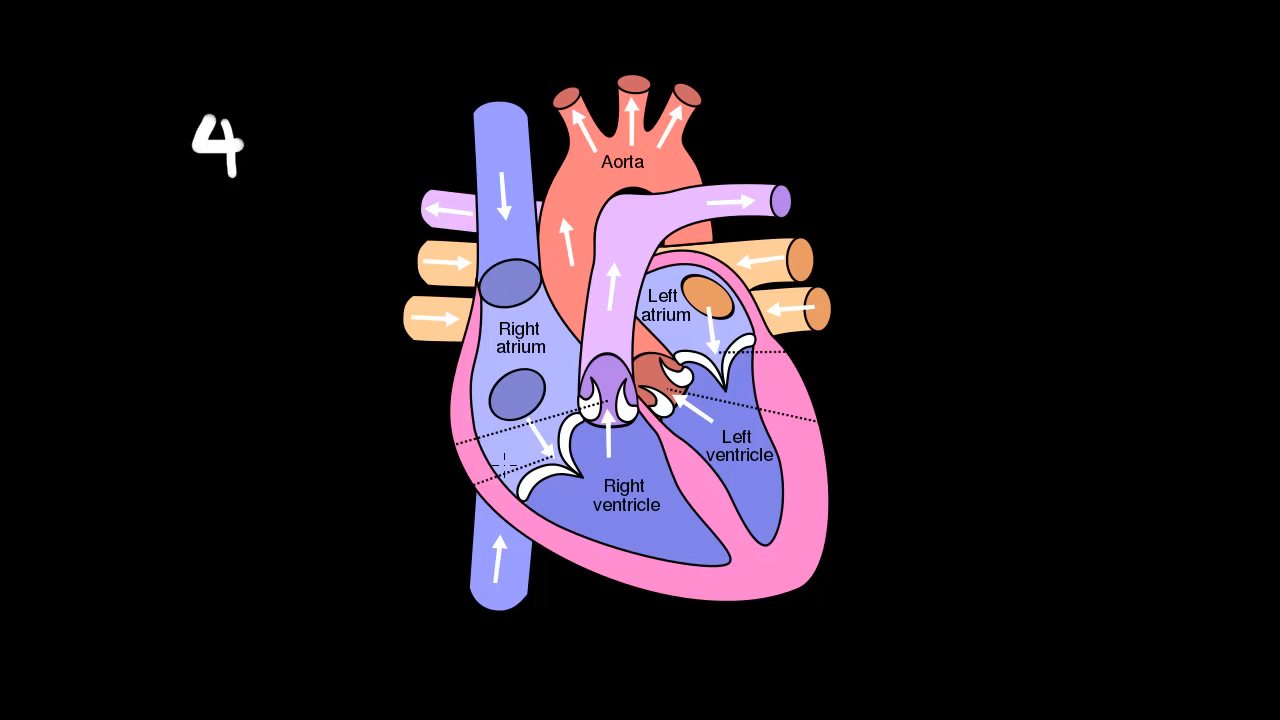 4
Aorta
Left
atrium
Right
atrium
Left
ventricle
Right
ventricle